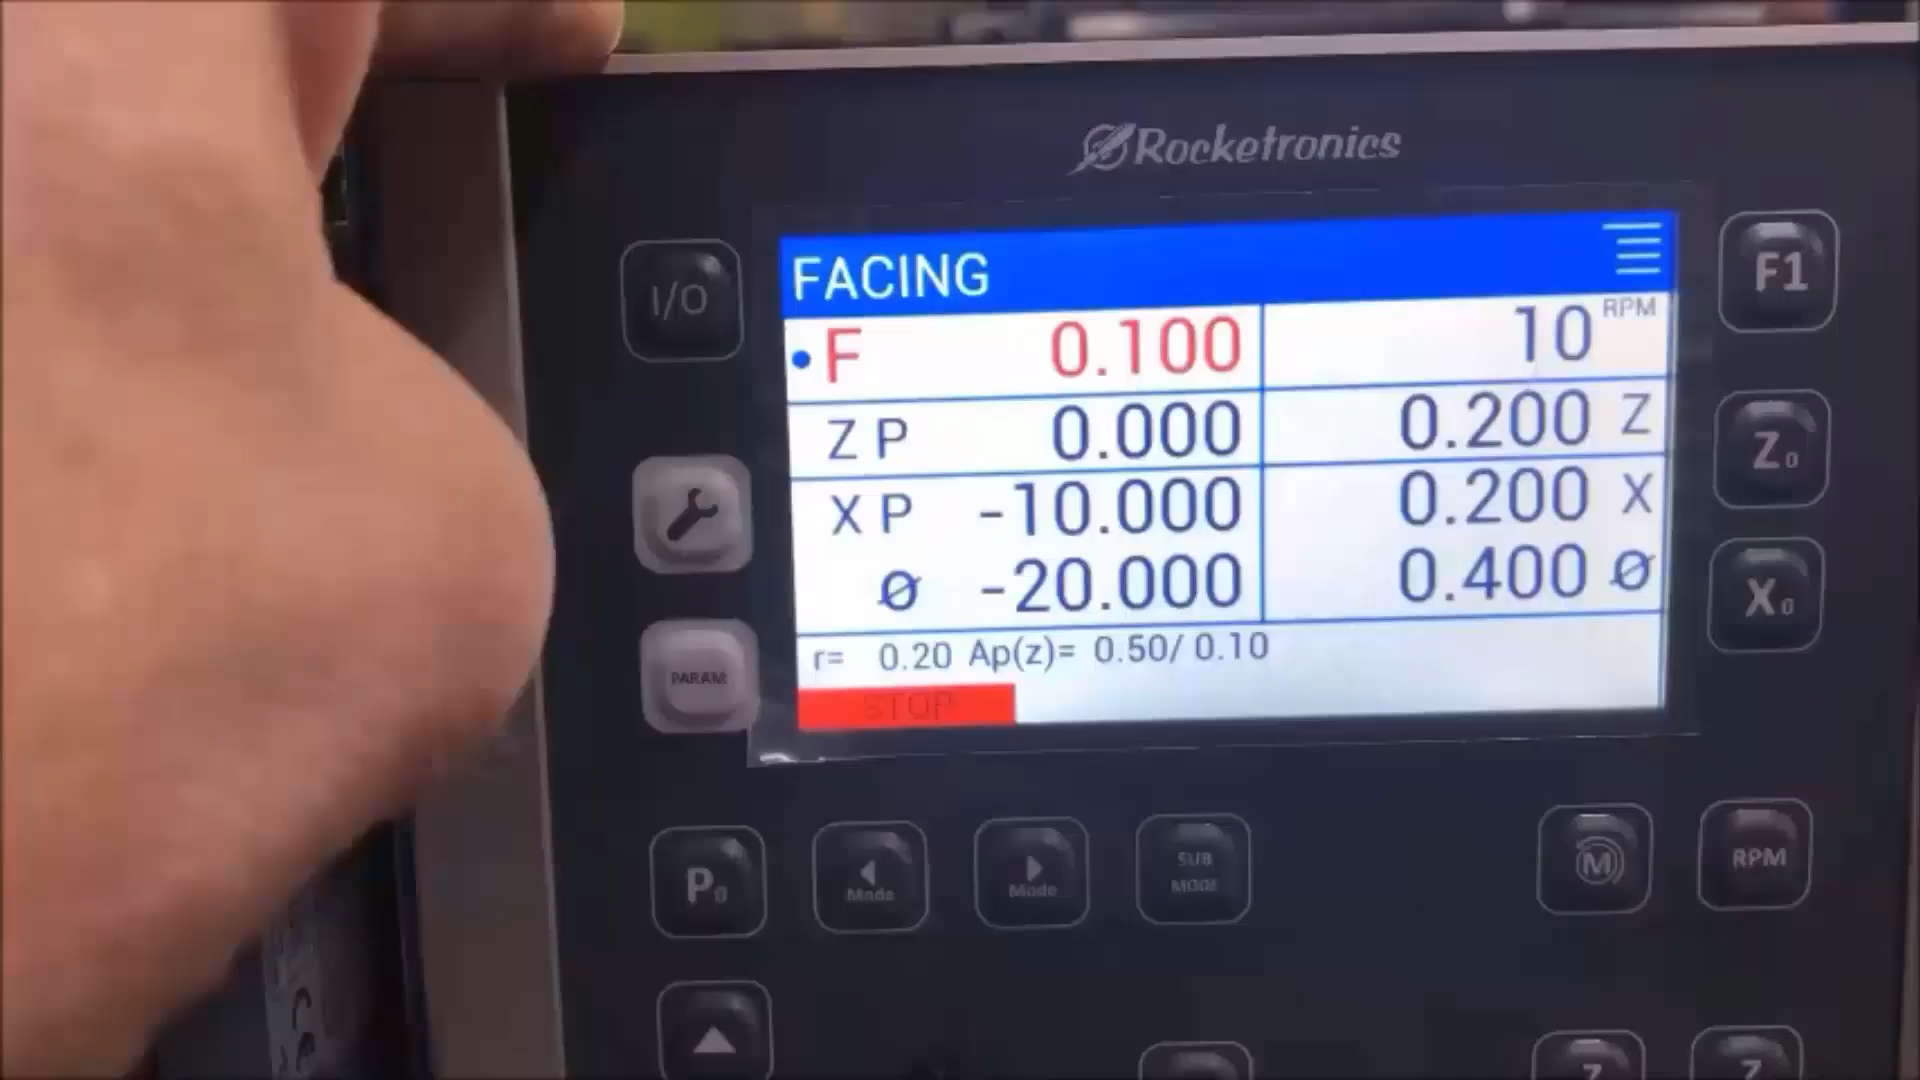 Rocketronics
I/O
FACING
F1
F 0.100 10 RPM
Z P 0.000 0.200 Z
Z0
X P -10.000 0.200 X
Ø -20.000 0.400 Ø
X0
r= 0.20 Ap(z)= 0.50/ 0.10
PARAM
STOP
P0
Mode
Mode
SUB
MODE
M
RPM
CE
Z
Z